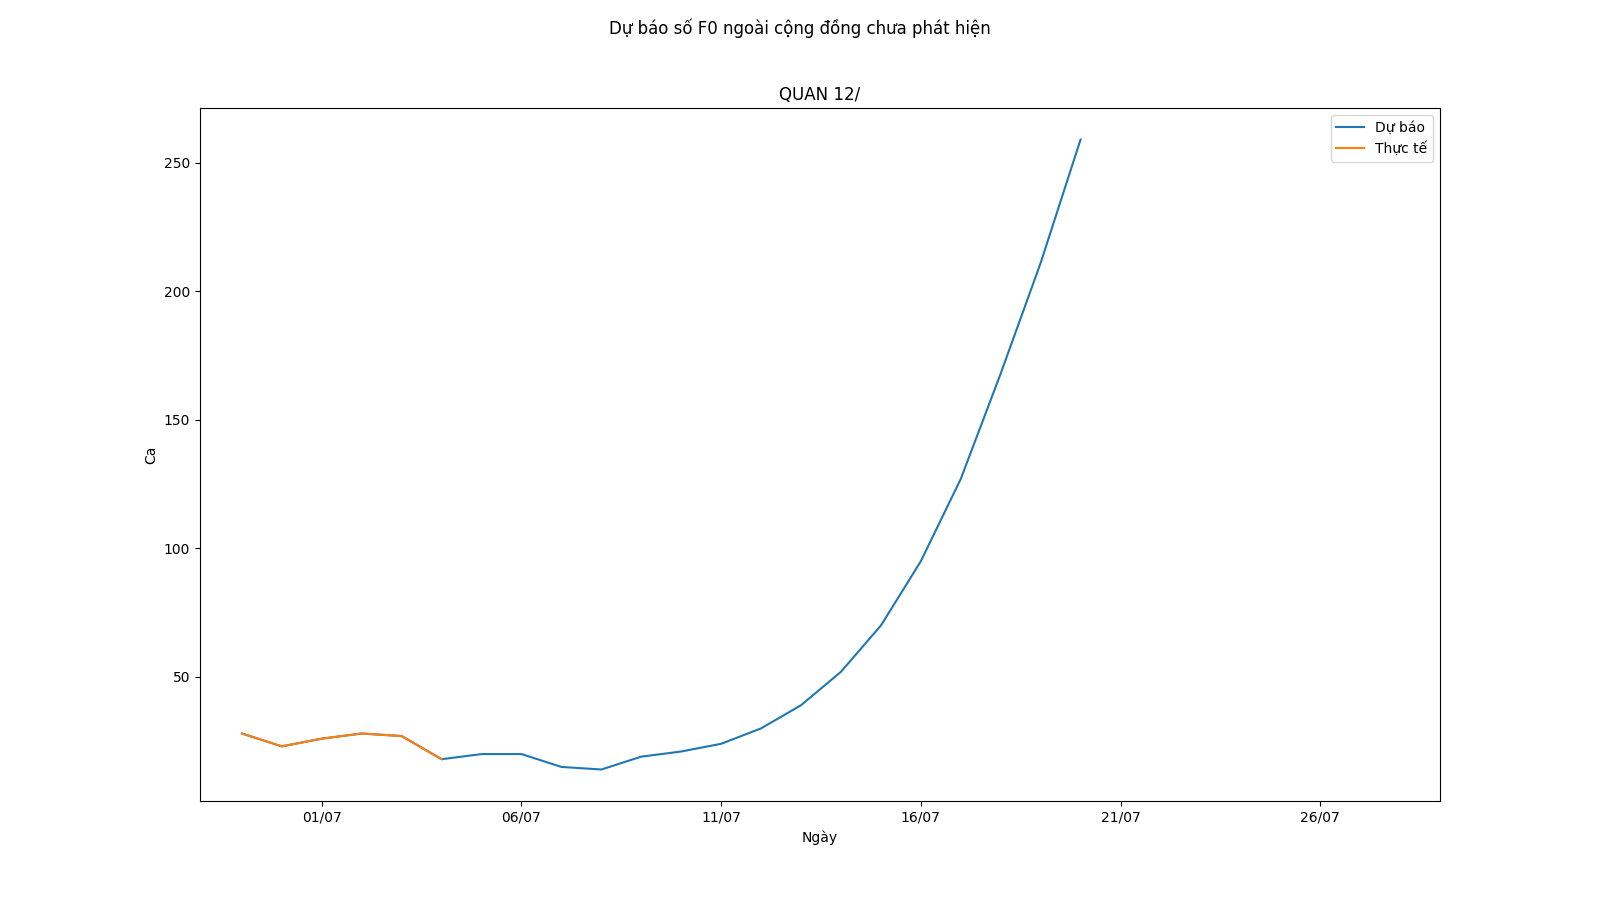 Dự báo số F0 ngoài cộng đồng chưa phát hiện
QUAN 12/
Dự báo
Thực tế
250
200
150
100
50
Ca
01/07
06/07
11/07
16/07
21/07
26/07
Ngày